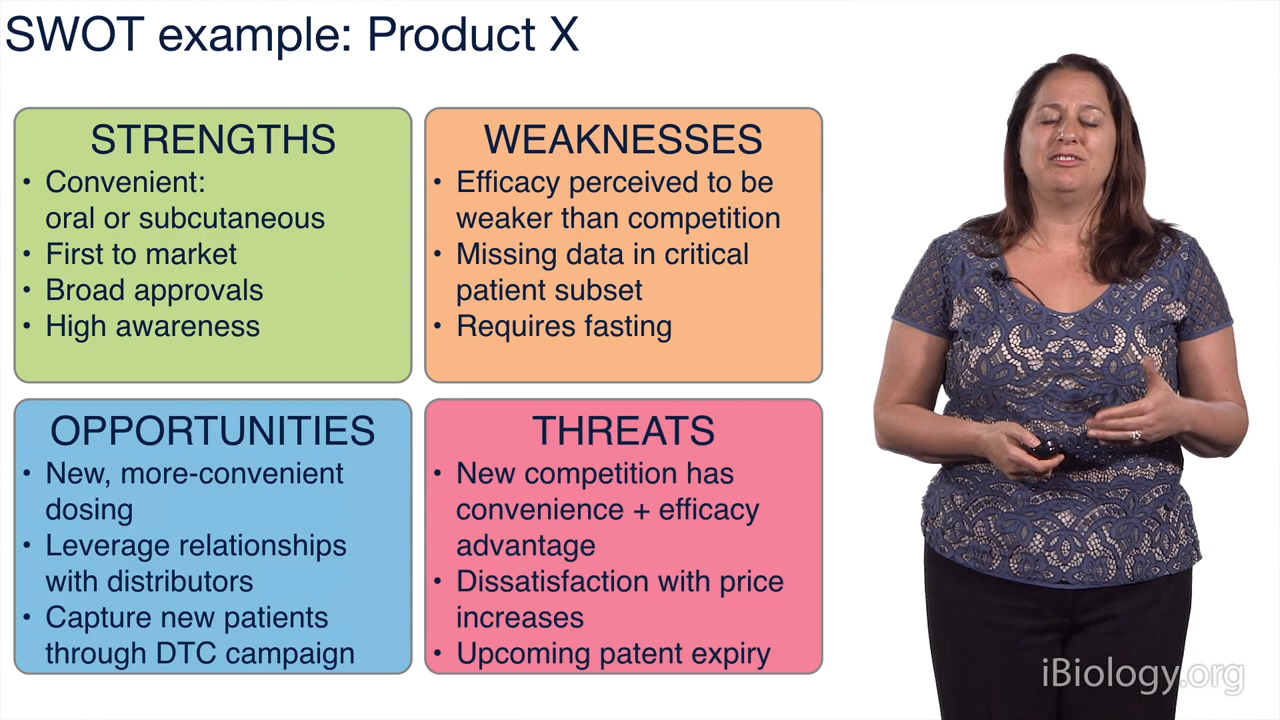 SWOT example: Product X
STRENGTHS
• Convenient:
oral or subcutaneous
• First to market
• Broad approvals
• High awareness
WEAKNESSES
• Efficacy perceived to be
weaker than competition
• Missing data in critical
patient subset
• Requires fasting
OPPORTUNITIES
• New, more-convenient
dosing
• Leverage relationships
with distributors
• Capture new patients
through DTC campaign
THREATS
• New competition has
convenience + efficacy
advantage
• Dissatisfaction with price
increases
• Upcoming patent expiry
iBiology.org